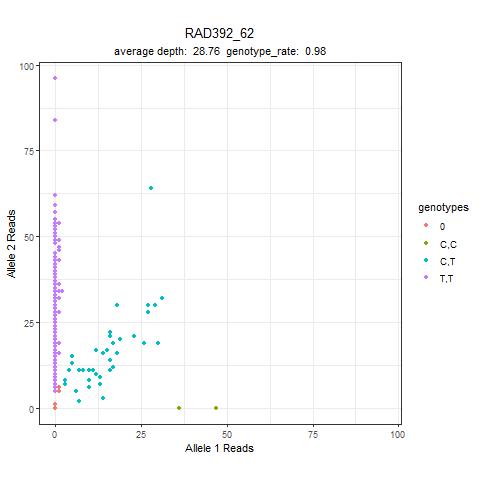 RAD392_62
average depth:  28.76  genotype_rate:  0.98
100
75
50
25
0
Allele 2 Reads
0
25
50
75
100
Allele 1 Reads
genotypes
0
C,C
C,T
T,T